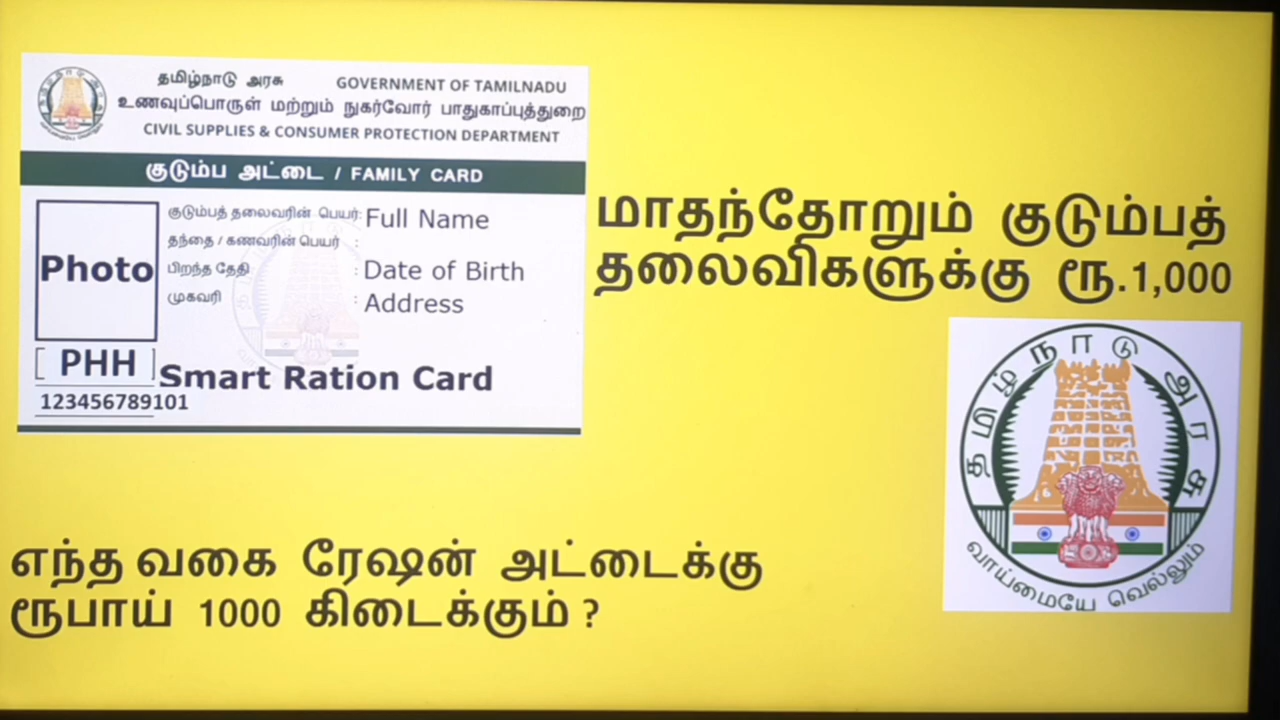 தமிழ்நாடு அரசு GOVERNMENT OF TAMILNADU
உணவுப்பொருள் மற்றும் நுகர்வோர் பாதுகாப்புத்துறை
CIVIL SUPPLIES & CONSUMER PROTECTION DEPARTMENT
குடும்ப அட்டை / FAMILY CARD
குடும்பத் தலைவரின் பெயர்: Full Name
தந்தை / கணவரின் பெயர் :
பிறந்த தேதி : Date of Birth
முகவரி : Address
Photo
[ PHH ]
Smart Ration Card
123456789101
மாதந்தோறும் குடும்பத்
தலைவிகளுக்கு ரூ.1,000
தமிழ்நாடு அரசு
வாய்மையே வெல்லும்
எந்த வகை ரேஷன் அட்டைக்கு
ரூபாய் 1000 கிடைக்கும் ?